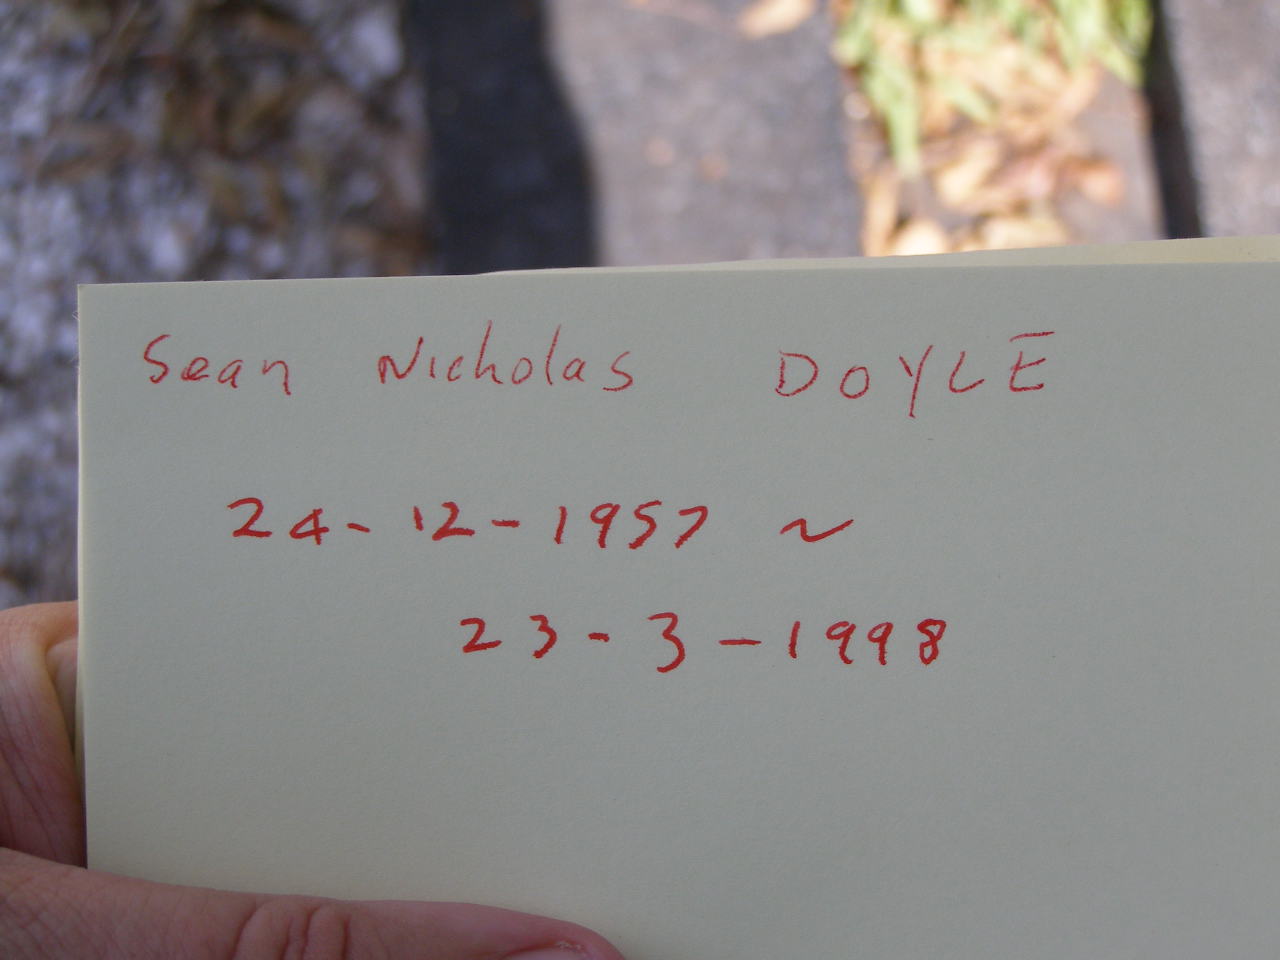 Sean Nicholas DOYLE
24-12-1957 ~
23-3-1998